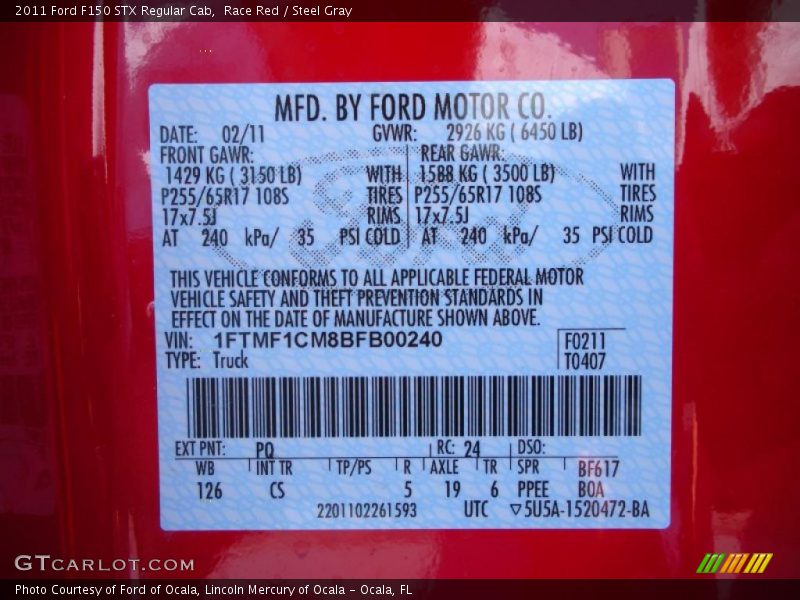 2011 Ford F150 STX Regular Cab,  Race Red / Steel Gray
MFD. BY FORD MOTOR CO.
DATE: 02/11 GVWR: 2926 KG ( 6450 LB)
FRONT GAWR: REAR GAWR:
1429 KG ( 3150 LB) WITH 1588 KG ( 3500 LB) WITH
P255/65R17 108S TIRES P255/65R17 108S TIRES
17x7.5J RIMS 17x7.5J RIMS
AT 240 kPa/ 35 PSI COLD AT 240 kPa/ 35 PSI COLD
THIS VEHICLE CONFORMS TO ALL APPLICABLE FEDERAL MOTOR
VEHICLE SAFETY AND THEFT PREVENTION STANDARDS IN
EFFECT ON THE DATE OF MANUFACTURE SHOWN ABOVE.
VIN: 1FTMF1CM8BFB00240 F0211
TYPE: Truck T0407
EXT PNT: PQ RC: 24 DSO:
WB INT TR TP/PS R AXLE TR SPR BF617
126 CS 5 19 6 PPEE BOA
2201102261593 UTC ▽5U5A-1520472-BA
GTCARLOT.COM
Photo Courtesy of Ford of Ocala, Lincoln Mercury of Ocala - Ocala, FL